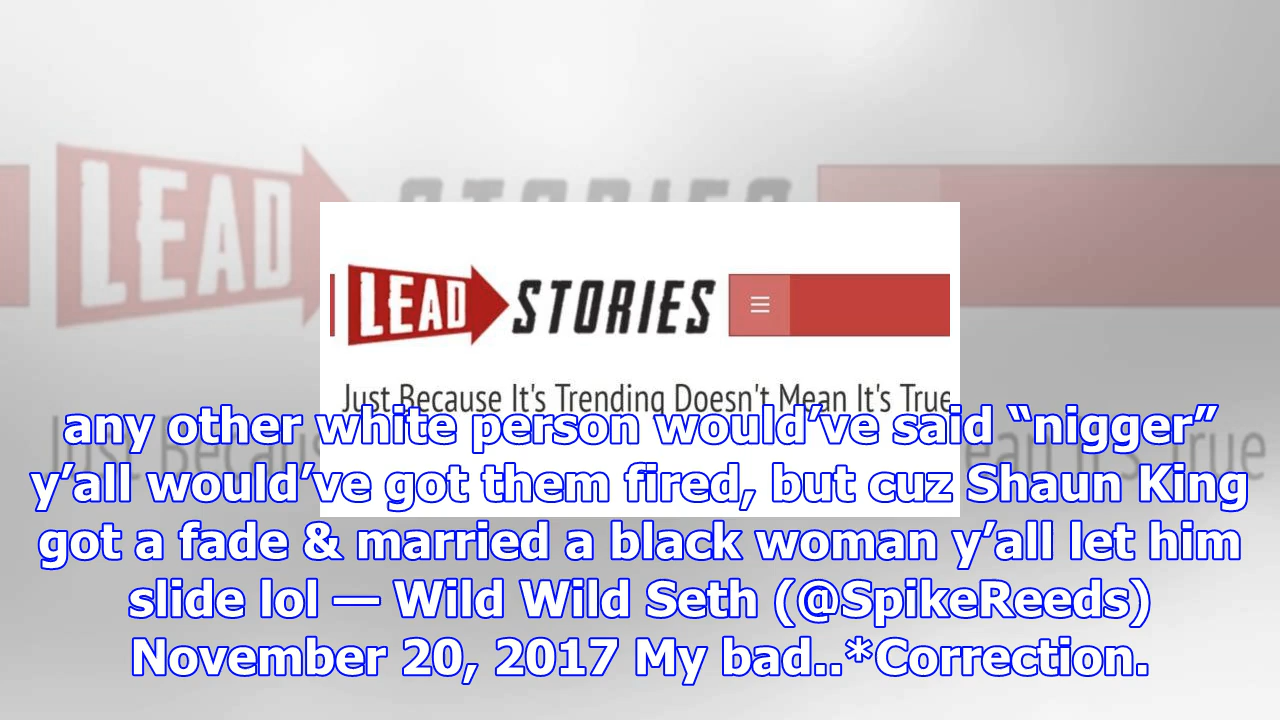 LEAD STORIES
☰
Just Because It's Trending Doesn't Mean It's True
any other white person would’ve said “nigger”
y’all would’ve got them fired, but cuz Shaun King
got a fade & married a black woman y’all let him
slide lol — Wild Wild Seth (@SpikeReeds)
November 20, 2017 My bad..*Correction.